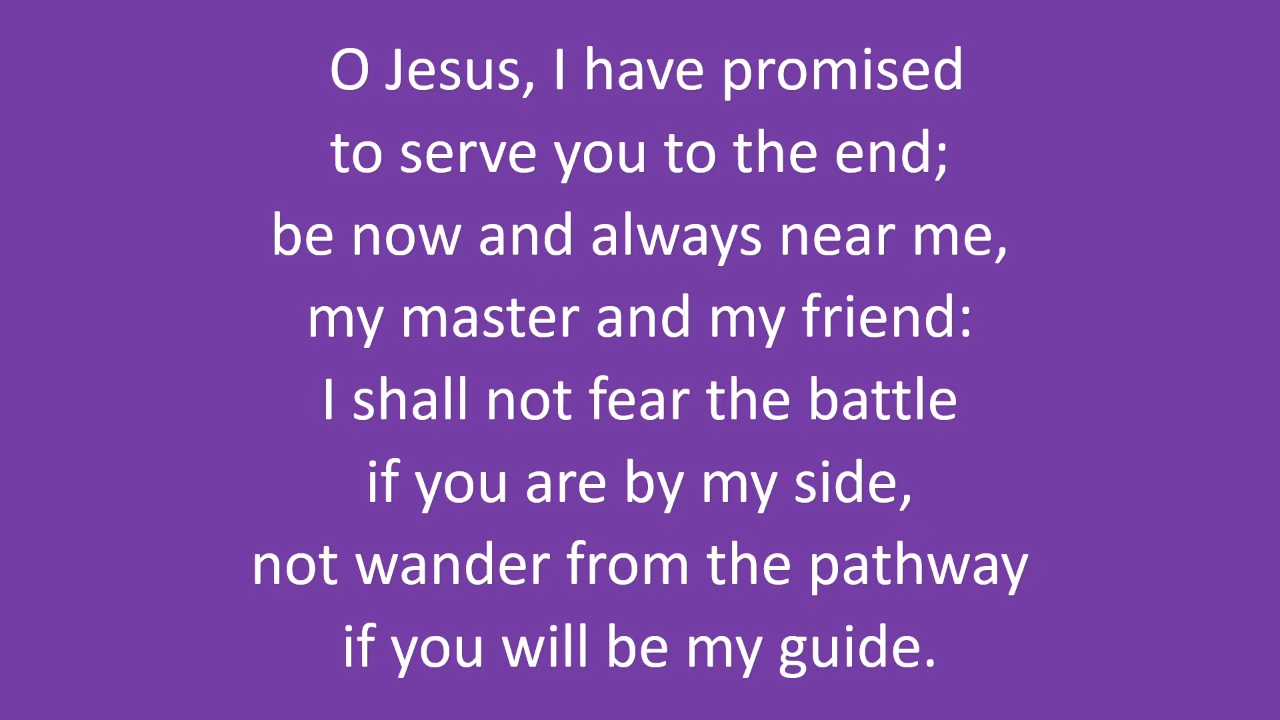 O Jesus, I have promised
to serve you to the end;
be now and always near me,
my master and my friend:
I shall not fear the battle
if you are by my side,
not wander from the pathway
if you will be my guide.